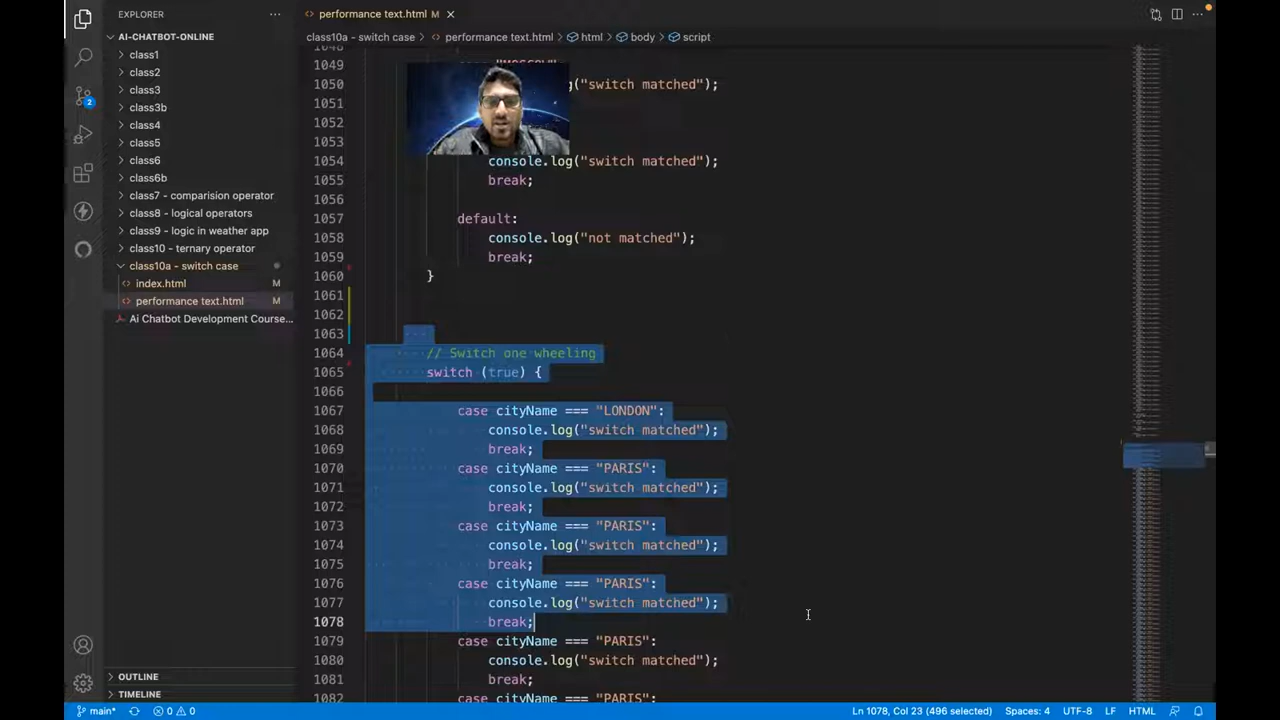 EXPLORER
performance text.html M
AI-CHATBOT-ONLINE
class10a - switch case > performance text.html > html > body > script
class1
class2
class3
class3b
class4
class5
class6
class6b
class7 - comparision operator
class8 - logical operators
class9 - logic in weather app
class10 - ternary operator
class10a - switch case
index.html M
performance text.html M
Ai Chatbot Development Course...
OUTLINE
TIMELINE
2
1049 "MOSCOW"
1050 g("switch matched");
1051
1052
1053
1054 console.log("switch matched");
1055 break;
1056
1057 default:
1058 console.log("not matched");
1059 break;
1060 }
1061
1062
1063
1064 // Switch one wheeling
1065 switch (true) {
1066
1067 case cityName === "LONDON":
1068 console.log("switch matched");
1069 break;
1070 case cityName === "PARIS":
1071 console.log("switch matched");
1072 break;
1073 case cityName === "PARIS":
1074 console.log("switch matched");
1075 break;
1076 case cityName === "PARIS":
1077 console.log("switch matched");
1078 break;
1079 case cityName === "PARIS":
1080 console.log("switch matched");
1081 break;
1082 case cityName === "PARIS":
main* 0 0 Ln 1078, Col 23 (496 selected) Spaces: 4 UTF-8 LF HTML